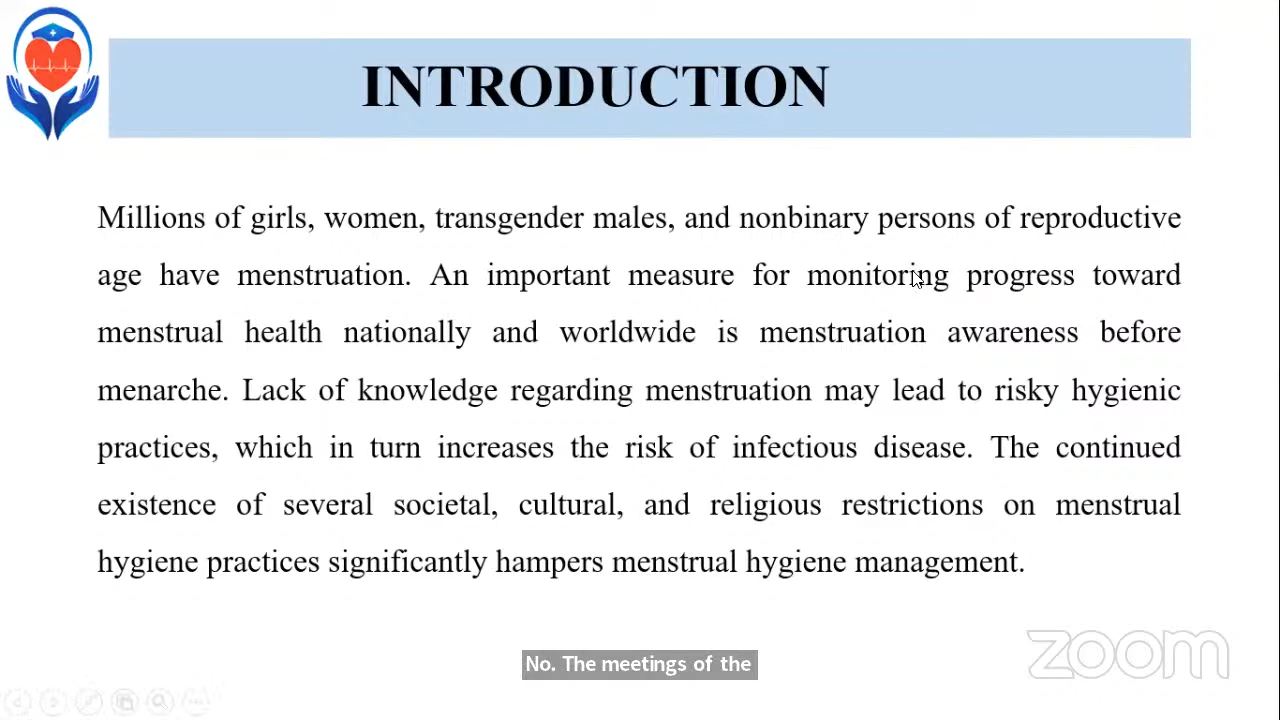 INTRODUCTION
Millions of girls, women, transgender males, and nonbinary persons of reproductive
age have menstruation. An important measure for monitoring progress toward
menstrual health nationally and worldwide is menstruation awareness before
menarche. Lack of knowledge regarding menstruation may lead to risky hygienic
practices, which in turn increases the risk of infectious disease. The continued
existence of several societal, cultural, and religious restrictions on menstrual
hygiene practices significantly hampers menstrual hygiene management.
zoom
No. The meetings of the